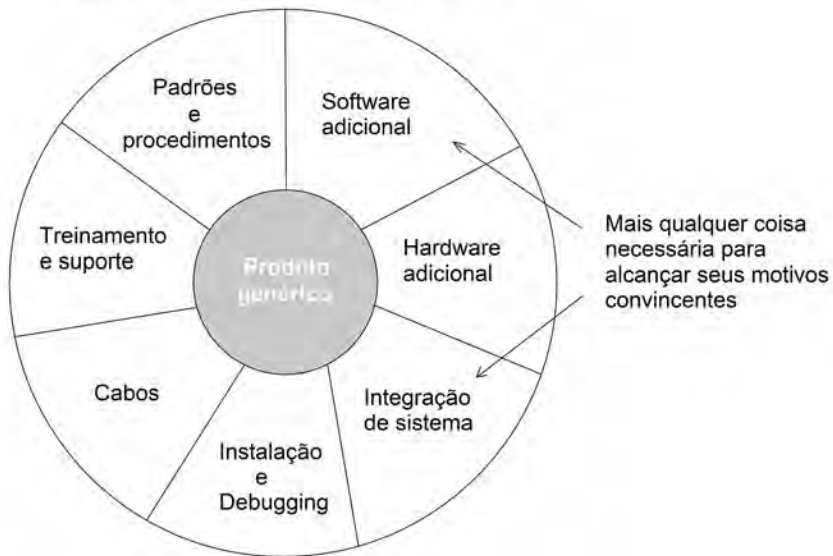 Padrões
e
procedimentos
Software
adicional
Treinamento
e suporte
Produto
genérico
Hardware
adicional
Mais qualquer coisa
necessária para
alcançar seus motivos
convincentes
Cabos
Integração
de sistema
Instalação
e
Debugging